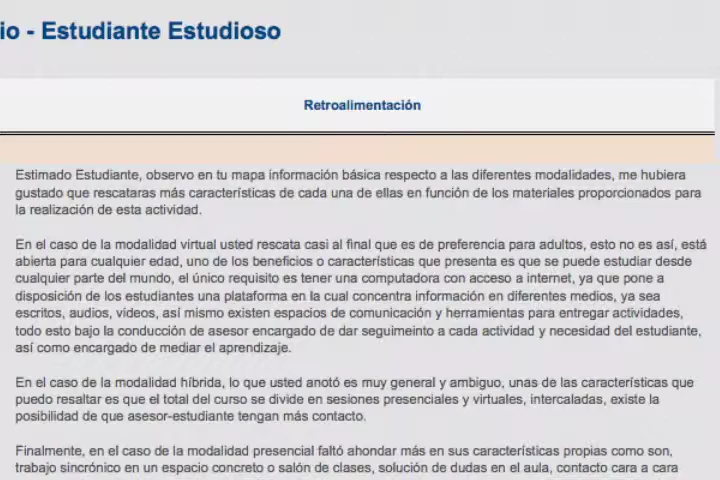 io - Estudiante Estudioso
Retroalimentación
Estimado Estudiante, observo en tu mapa información básica respecto a las diferentes modalidades, me hubiera
gustado que rescataras más características de cada una de ellas en función de los materiales proporcionados para
la realización de esta actividad.
En el caso de la modalidad virtual usted rescata casi al final que es de preferencia para adultos, esto no es así, está
abierta para cualquier edad, uno de los beneficios o características que presenta es que se puede estudiar desde
cualquier parte del mundo, el único requisito es tener una computadora con acceso a internet, ya que pone a
disposición de los estudiantes una plataforma en la cual concentra información en diferentes medios, ya sea
escritos, audios, videos, así mismo existen espacios de comunicación y herramientas para entregar actividades,
todo esto bajo la conducción de asesor encargado de dar seguimeinto a cada actividad y necesidad del estudiante,
así como encargado de mediar el aprendizaje.
En el caso de la modalidad híbrida, lo que usted anotó es muy general y ambiguo, unas de las características que
puedo resaltar es que el total del curso se divide en sesiones presenciales y virtuales, intercaladas, existe la
posibilidad de que asesor-estudiante tengan más contacto.
Finalmente, en el caso de la modalidad presencial faltó ahondar más en sus características propias como son,
trabajo sincrónico en un espacio concreto o salón de clases, solución de dudas en el aula, contacto cara a cara